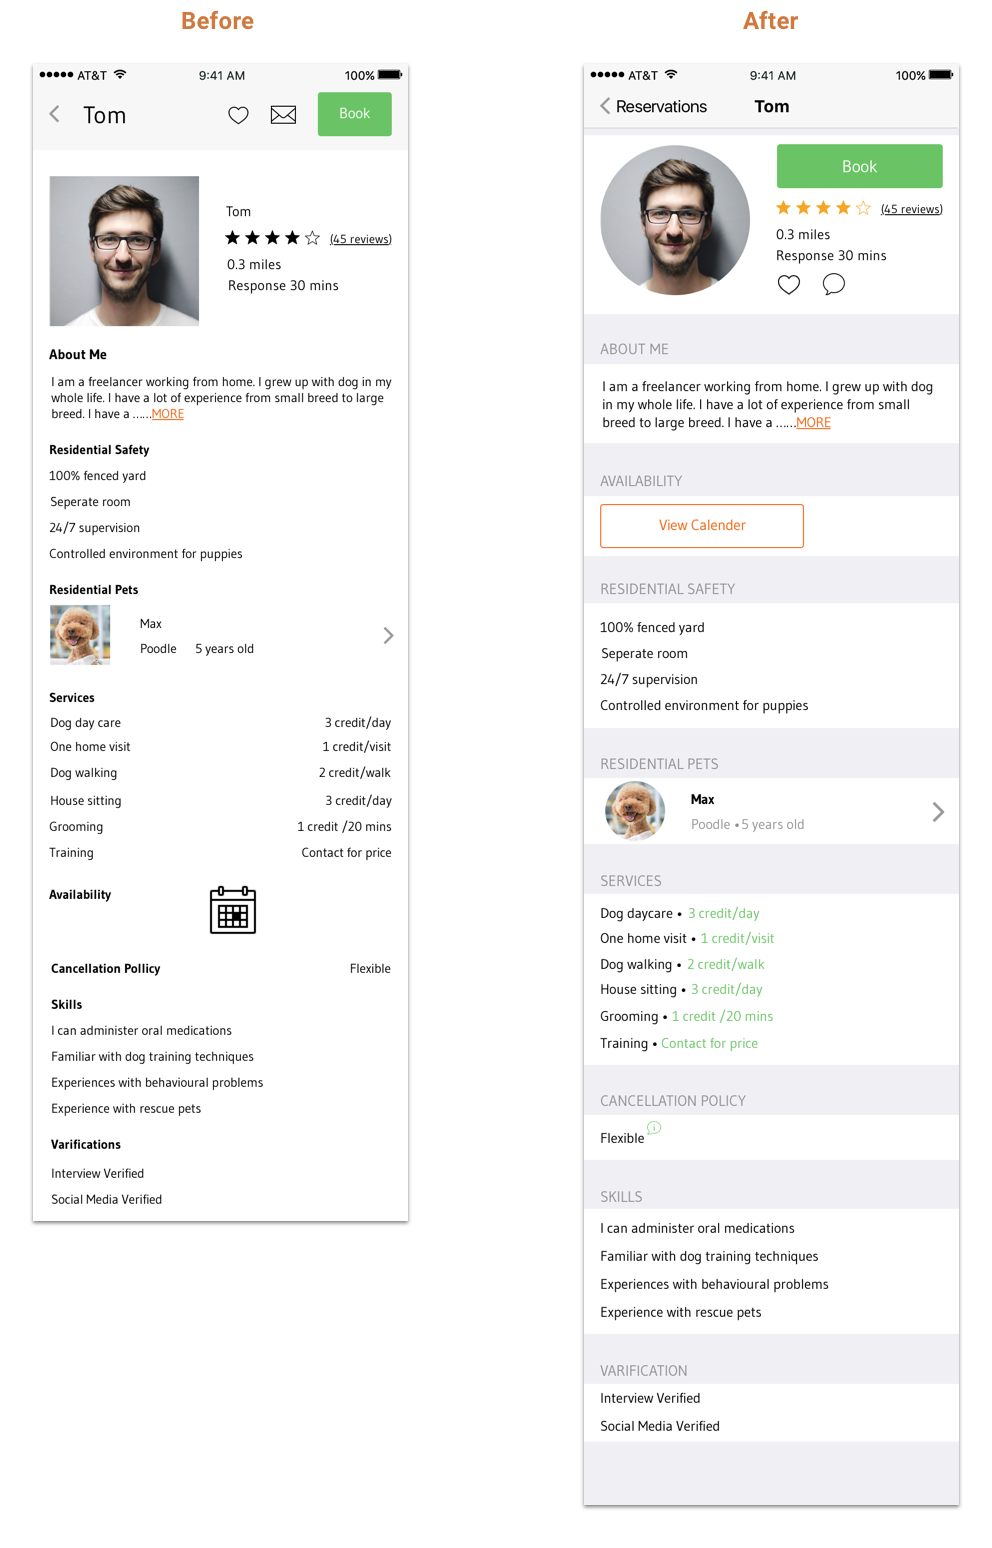 Before
AT&T 9:41 AM 100%
Tom
Book
Tom
(45 reviews)
0.3 miles
Response 30 mins
About Me
I am a freelancer working from home. I grew up with dog in my
whole life. I have a lot of experience from small breed to large
breed. I have a ......MORE
Residential Safety
100% fenced yard
Seperate room
24/7 supervision
Controlled environment for puppies
Residential Pets
Max
Poodle 5 years old
Services
Dog day care 3 credit/day
One home visit 1 credit/visit
Dog walking 2 credit/walk
House sitting 3 credit/day
Grooming 1 credit /20 mins
Training Contact for price
Availability
Cancellation Pollicy Flexible
Skills
I can administer oral medications
Familiar with dog training techniques
Experiences with behavioural problems
Experience with rescue pets
Varifications
Interview Verified
Social Media Verified
After
AT&T 9:41 AM 100%
Reservations Tom
Book
(45 reviews)
0.3 miles
Response 30 mins
ABOUT ME
I am a freelancer working from home. I grew up with dog
in my whole life. I have a lot of experience from small
breed to large breed. I have a ......MORE
AVAILABILITY
View Calender
RESIDENTIAL SAFETY
100% fenced yard
Seperate room
24/7 supervision
Controlled environment for puppies
RESIDENTIAL PETS
Max
Poodle • 5 years old
SERVICES
Dog daycare • 3 credit/day
One home visit • 1 credit/visit
Dog walking • 2 credit/walk
House sitting • 3 credit/day
Grooming • 1 credit /20 mins
Training • Contact for price
CANCELLATION POLICY
Flexible
SKILLS
I can administer oral medications
Familiar with dog training techniques
Experiences with behavioural problems
Experience with rescue pets
VARIFICATION
Interview Verified
Social Media Verified